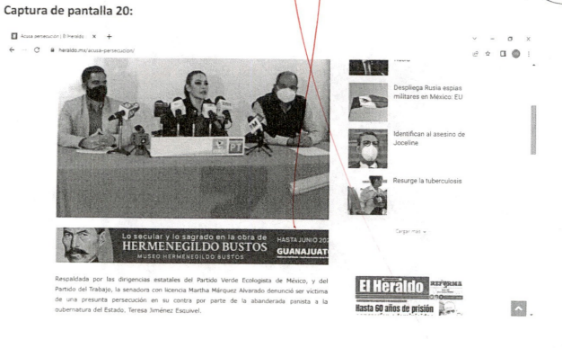 Captura de pantalla 20:
Acusa persecución | El Heraldo
heraldo.mx/acusa-persecucion/
Despliega Rusia espías
militares en México: EU
Identifican al asesino de
Joceline
Resurge la tuberculosis
Cargar más
PT
Lo secular y lo sagrado en la obra de
HERMENEGILDO BUSTOS
MUSEO HERMENEGILDO BUSTOS
HASTA JUNIO 202
GUANAJUAT
Respaldada por las dirigencias estatales del Partido Verde Ecologista de México, y del
Partido del Trabajo, la senadora con licencia Martha Márquez Alvarado denunció ser víctima
de una presunta persecución en su contra por parte de la abanderada panista a la
gubernatura del Estado, Teresa Jiménez Esquivel.
El Heraldo
REFORMA
Hasta 60 años de prisión